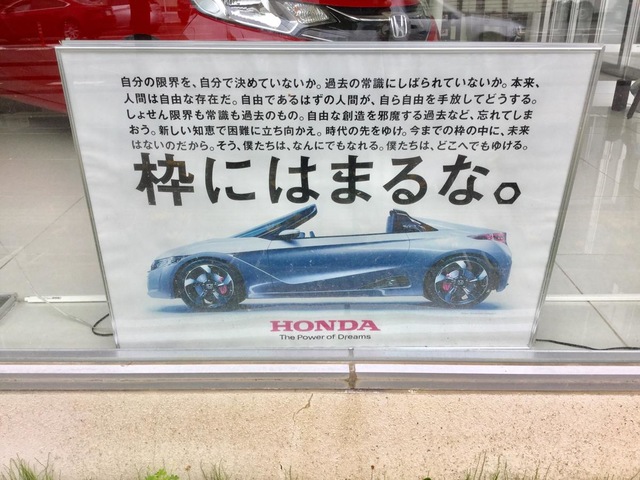 自分の限界を、自分で決めていないか。過去の常識にしばられていないか。本来、
人間は自由な存在だ。自由であるはずの人間が、自ら自由を手放してどうする。
しょせん限界も常識も過去のもの。自由な創造を邪魔する過去など、忘れてしま
おう。新しい知恵で困難に立ち向かえ。時代の先をゆけ。今までの枠の中に、未来
はないのだから。そう、僕たちは、なんにでもなれる。僕たちは、どこへでもゆける。
枠にはまるな。
HONDA
The Power of Dreams